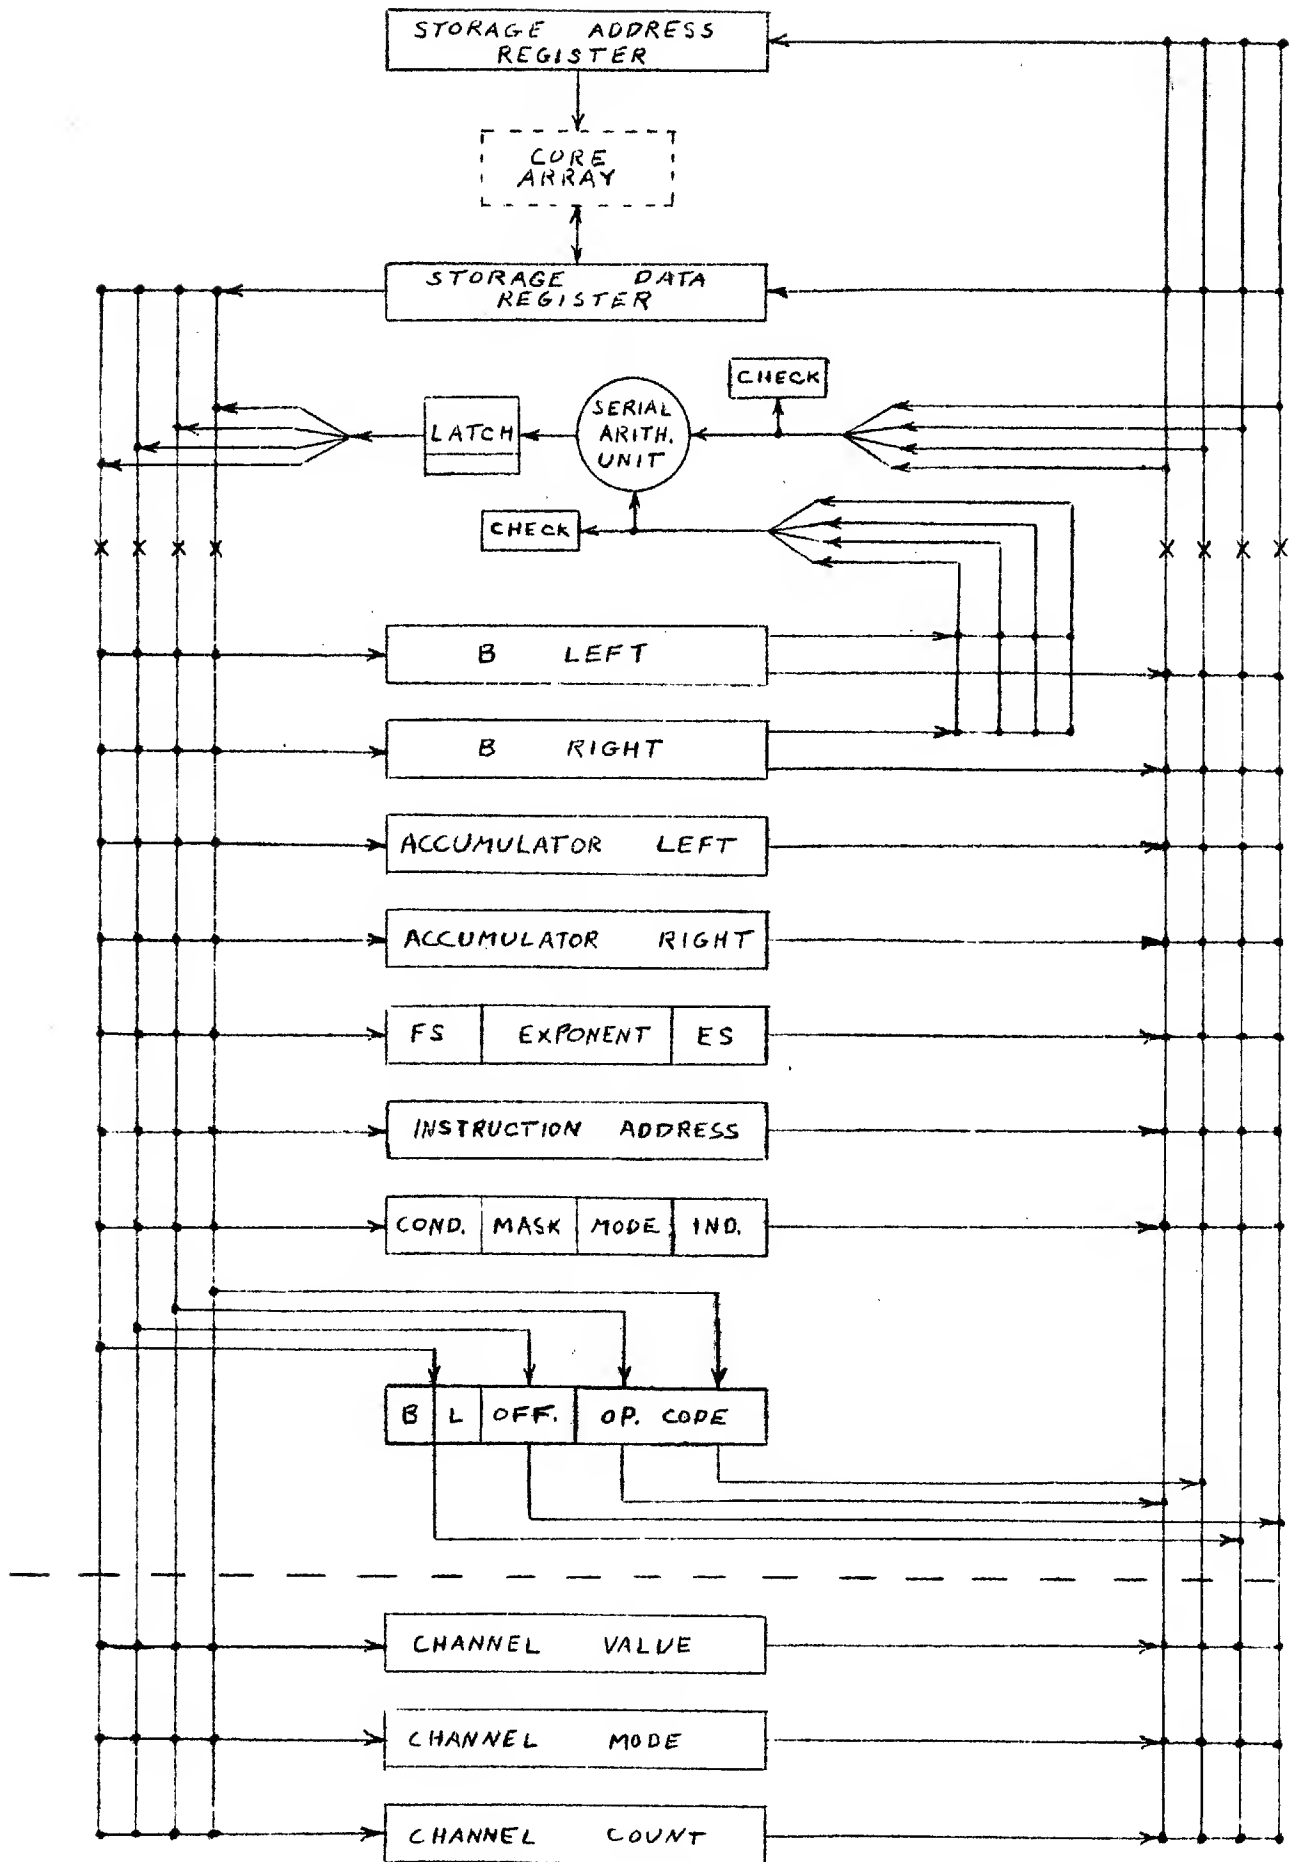 STORAGE ADDRESS
REGISTER
CORE
ARRAY
STORAGE DATA
REGISTER
CHECK
SERIAL
ARITH.
UNIT
LATCH
CHECK
B LEFT
B RIGHT
ACCUMULATOR LEFT
ACCUMULATOR RIGHT
FS EXPONENT ES
INSTRUCTION ADDRESS
COND. MASK MODE IND.
B L OFF. OP. CODE
CHANNEL VALUE
CHANNEL MODE
CHANNEL COUNT